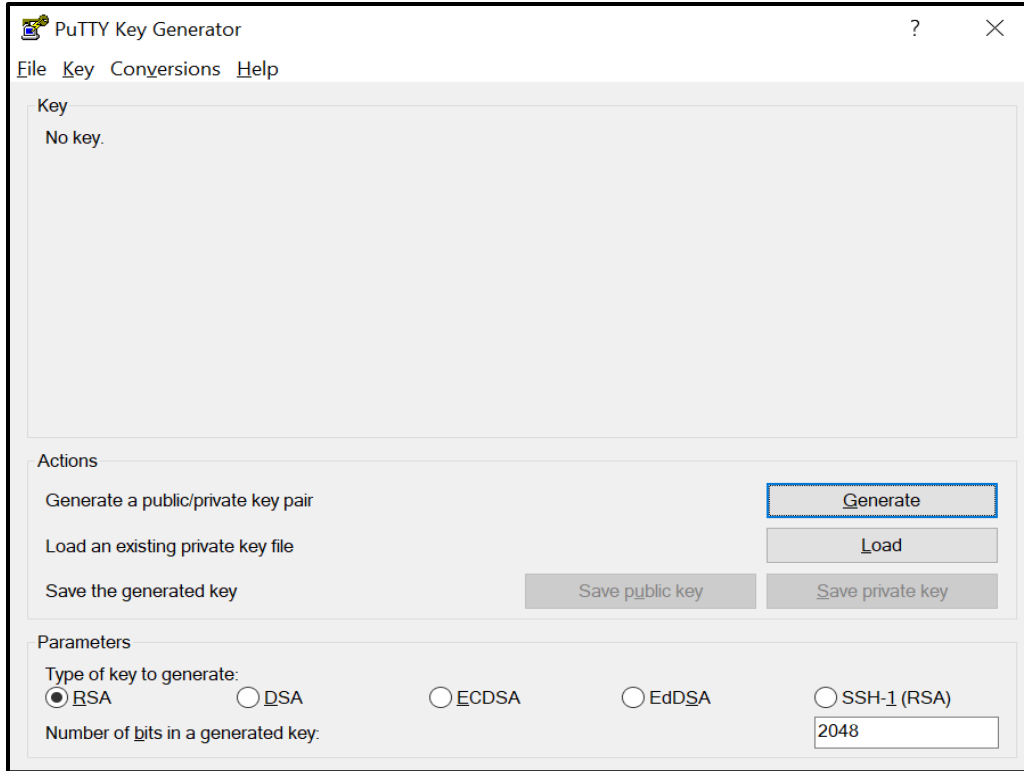 PuTTY Key Generator ?
File Key Conversions Help
Key
No key.
Actions
Generate a public/private key pair Generate
Load an existing private key file Load
Save the generated key Save public key Save private key
Parameters
Type of key to generate:
RSA DSA ECDSA EdDSA SSH-1 (RSA)
Number of bits in a generated key: 2048